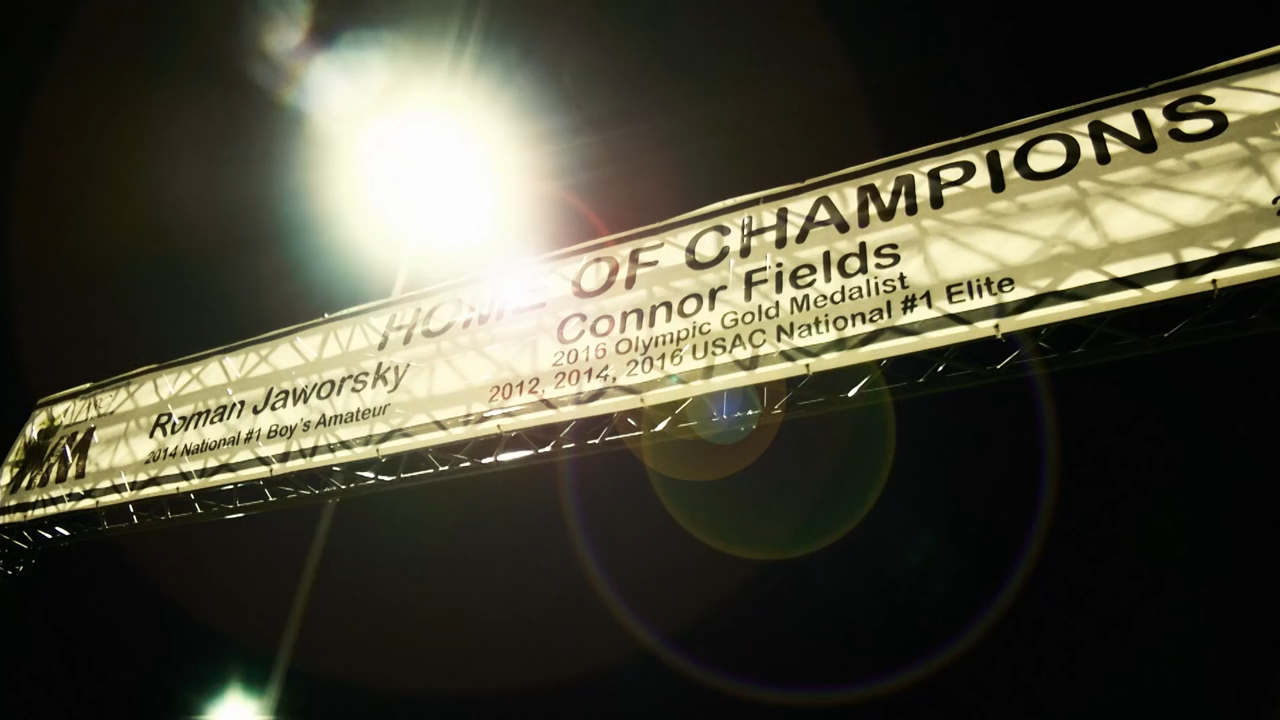 HOME OF CHAMPIONS
Roman Jaworsky
2014 National #1 Boy's Amateur
Connor Fields
2016 Olympic Gold Medalist
2012, 2014, 2016 USAC National #1 Elite